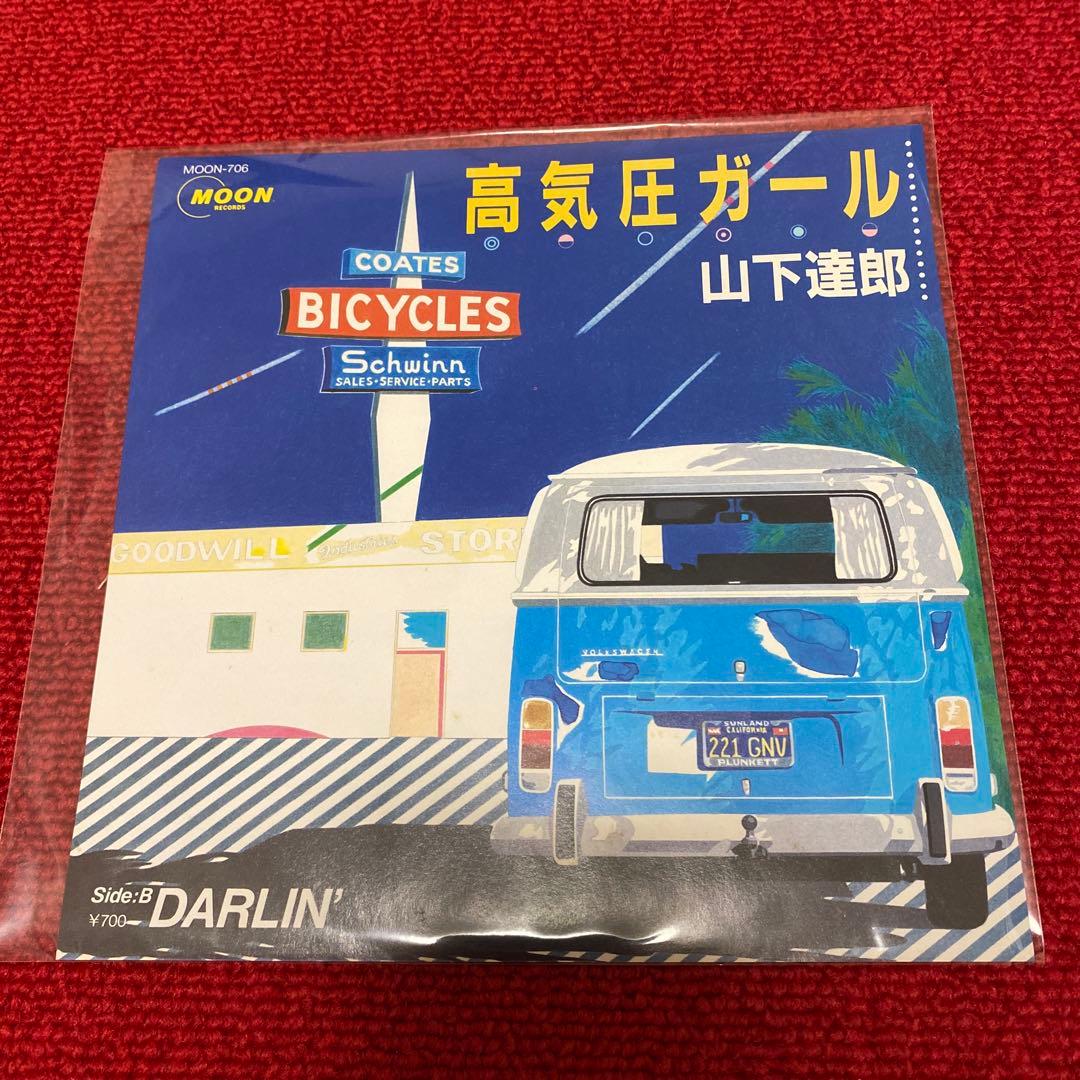 MOON-706
MOON
RECORDS
高気圧ガール
山下達郎
COATES
BICYCLES
Schwinn
SALES・SERVICE・PARTS
GOODWILL Industries STOR
VOLKSWAGEN
SUNLAND
CALIFORNIA
221 GNV
PLUNKETT
Side:B DARLIN'
¥700